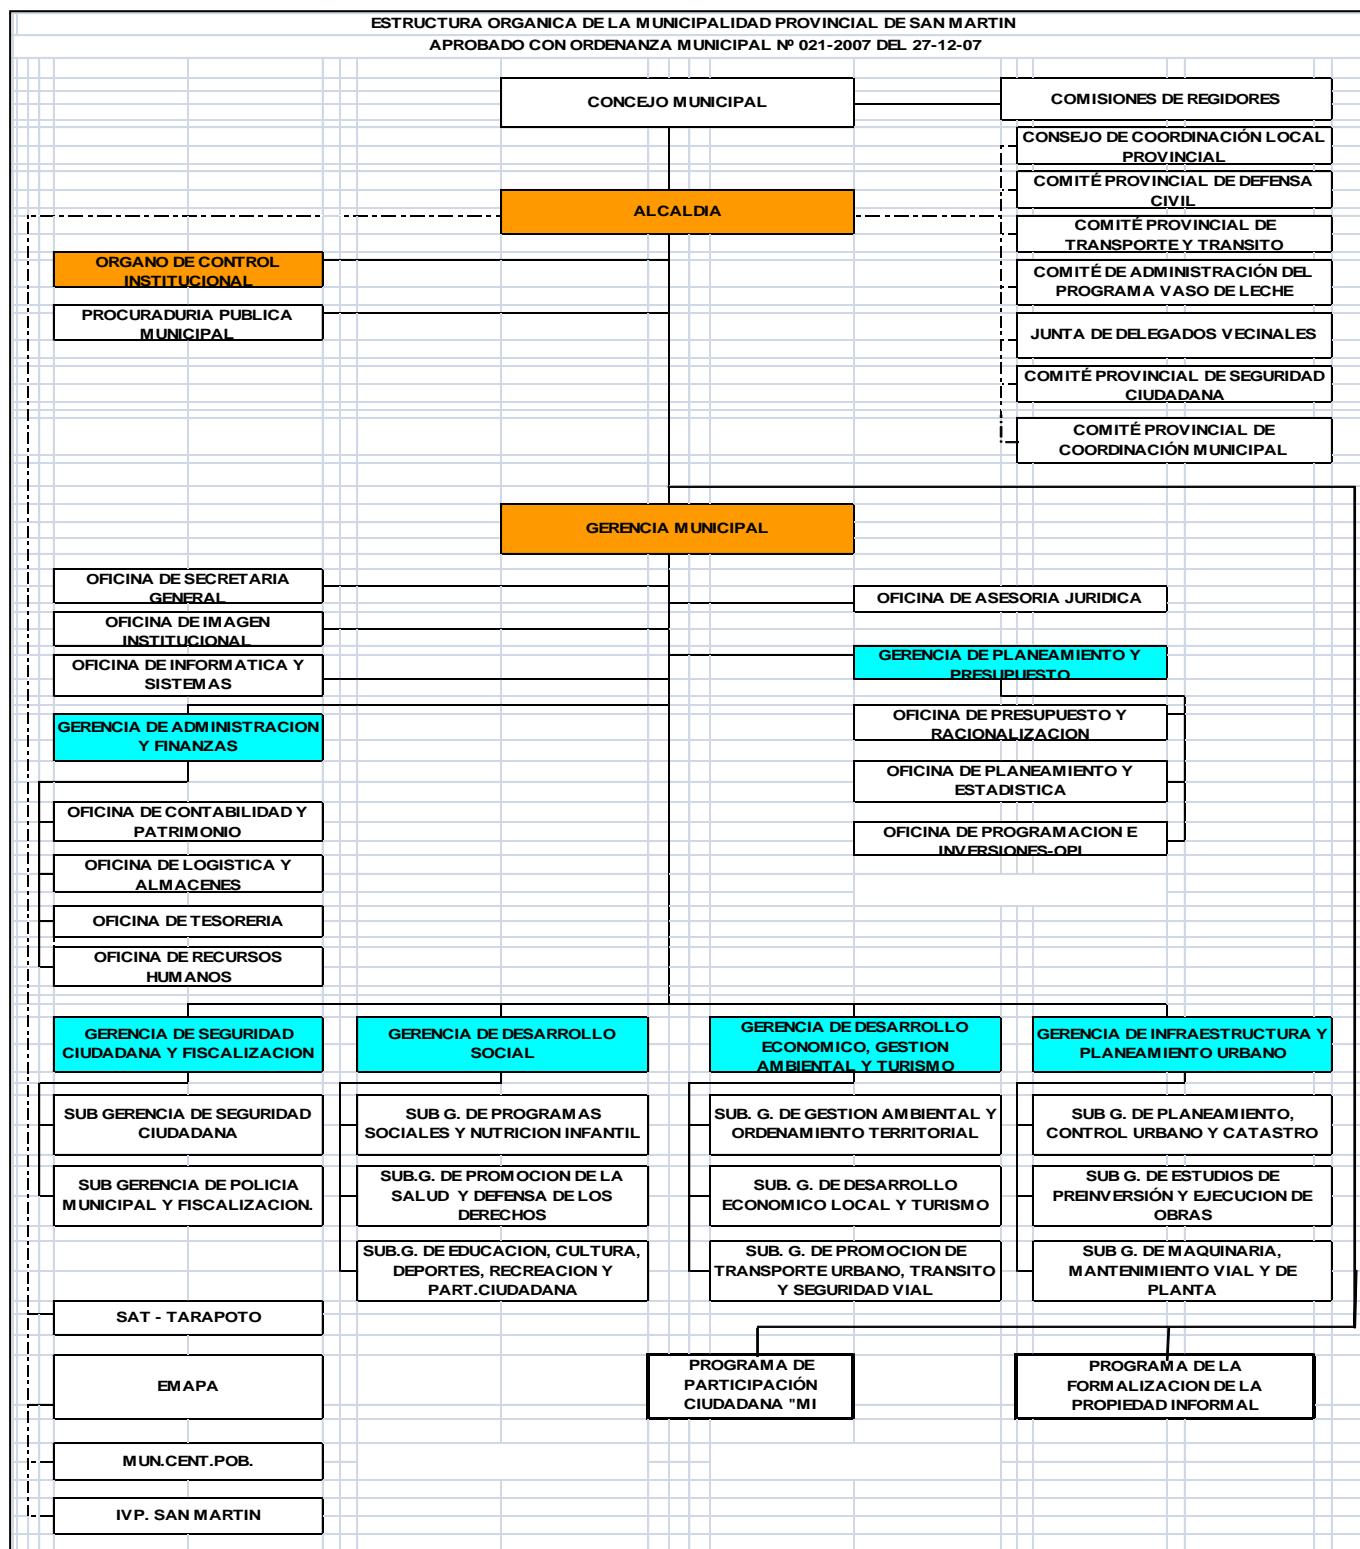 ESTRUCTURA ORGANICA DE LA MUNICIPALIDAD PROVINCIAL DE SAN MARTIN
APROBADO CON ORDENANZA MUNICIPAL Nº 021-2007 DEL 27-12-07
CONCEJO MUNICIPAL
COMISIONES DE REGIDORES
CONSEJO DE COORDINACIÓN LOCAL
PROVINCIAL
COMITÉ PROVINCIAL DE DEFENSA
CIVIL
ALCALDIA
COMITÉ PROVINCIAL DE
TRANSPORTE Y TRANSITO
ORGANO DE CONTROL
INSTITUCIONAL
COMITÉ DE ADMINISTRACIÓN DEL
PROGRAMA VASO DE LECHE
PROCURADURIA PUBLICA
MUNICIPAL
JUNTA DE DELEGADOS VECINALES
COMITÉ PROVINCIAL DE SEGURIDAD
CIUDADANA
COMITÉ PROVINCIAL DE
COORDINACIÓN MUNICIPAL
GERENCIA MUNICIPAL
OFICINA DE SECRETARIA
GENERAL
OFICINA DE ASESORIA JURIDICA
OFICINA DE IMAGEN
INSTITUCIONAL
OFICINA DE INFORMATICA Y
SISTEMAS
GERENCIA DE PLANEAMIENTO Y
PRESUPUESTO
GERENCIA DE ADMINISTRACION
Y FINANZAS
OFICINA DE PRESUPUESTO Y
RACIONALIZACION
OFICINA DE PLANEAMIENTO Y
ESTADISTICA
OFICINA DE CONTABILIDAD Y
PATRIMONIO
OFICINA DE PROGRAMACION E
INVERSIONES-OPI
OFICINA DE LOGISTICA Y
ALMACENES
OFICINA DE TESORERIA
OFICINA DE RECURSOS
HUMANOS
GERENCIA DE SEGURIDAD
CIUDADANA Y FISCALIZACION
GERENCIA DE DESARROLLO
SOCIAL
GERENCIA DE DESARROLLO
ECONOMICO, GESTION
AMBIENTAL Y TURISMO
GERENCIA DE INFRAESTRUCTURA Y
PLANEAMIENTO URBANO
SUB GERENCIA DE SEGURIDAD
CIUDADANA
SUB G. DE PROGRAMAS
SOCIALES Y NUTRICION INFANTIL
SUB. G. DE GESTION AMBIENTAL Y
ORDENAMIENTO TERRITORIAL
SUB G. DE PLANEAMIENTO,
CONTROL URBANO Y CATASTRO
SUB GERENCIA DE POLICIA
MUNICIPAL Y FISCALIZACION.
SUB.G. DE PROMOCION DE LA
SALUD Y DEFENSA DE LOS
DERECHOS
SUB. G. DE DESARROLLO
ECONOMICO LOCAL Y TURISMO
SUB G. DE ESTUDIOS DE
PREINVERSIÓN Y EJECUCION DE
OBRAS
SUB.G. DE EDUCACION, CULTURA,
DEPORTES, RECREACION Y
PART.CIUDADANA
SUB. G. DE PROMOCION DE
TRANSPORTE URBANO, TRANSITO
Y SEGURIDAD VIAL
SUB G. DE MAQUINARIA,
MANTENIMIENTO VIAL Y DE
PLANTA
SAT - TARAPOTO
EMAPA
PROGRAMA DE
PARTICIPACIÓN
CIUDADANA "MI
PROGRAMA DE LA
FORMALIZACION DE LA
PROPIEDAD INFORMAL
MUN.CENT.POB.
IVP. SAN MARTIN